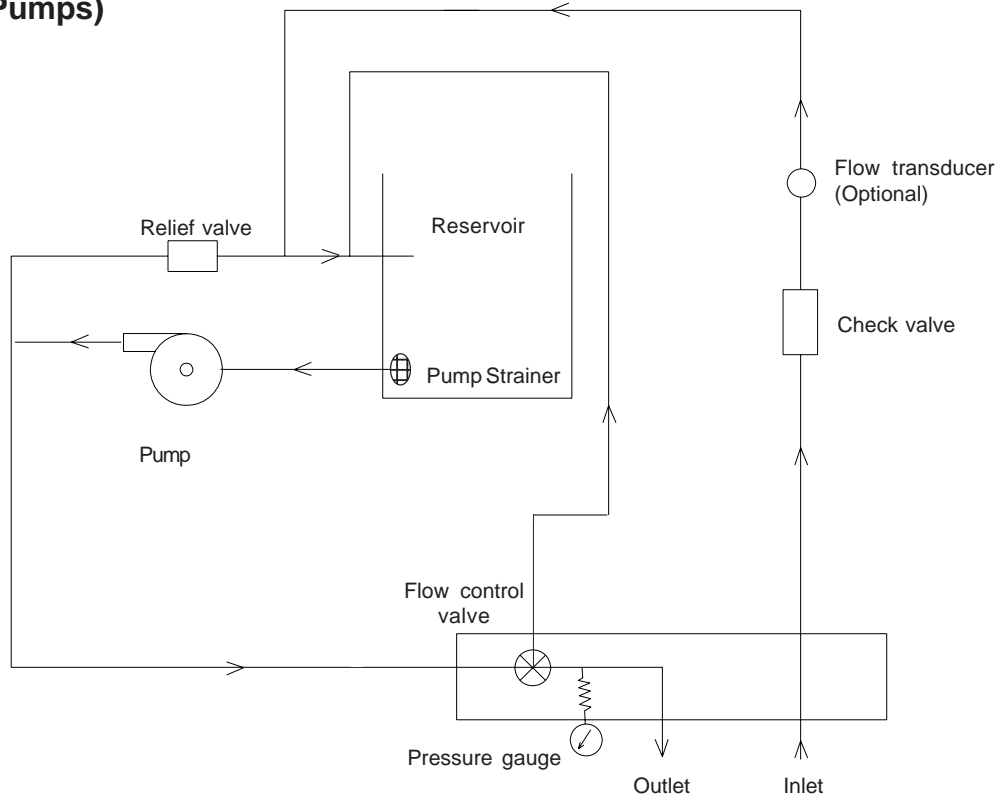 Pumps)
Flow transducer
(Optional)
Relief valve
Reservoir
Check valve
Pump Strainer
Pump
Flow control
valve
Pressure gauge
Outlet
Inlet